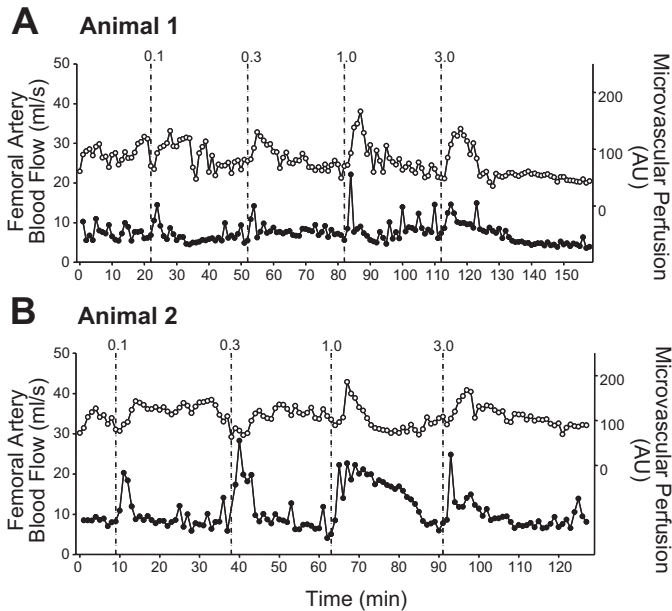 A Animal 1
0.1 0.3 1.0 3.0
Femoral Artery
Blood Flow (ml/s)
50
40
30
20
10
0
200
100
0
Microvascular Perfusion
(AU)
0 10 20 30 40 50 60 70 80 90 100 110 120 130 140 150
B Animal 2
0.1 0.3 1.0 3.0
Femoral Artery
Blood Flow (ml/s)
50
40
30
20
10
0
200
100
0
Microvascular Perfusion
(AU)
0 10 20 30 40 50 60 70 80 90 100 110 120
Time (min)